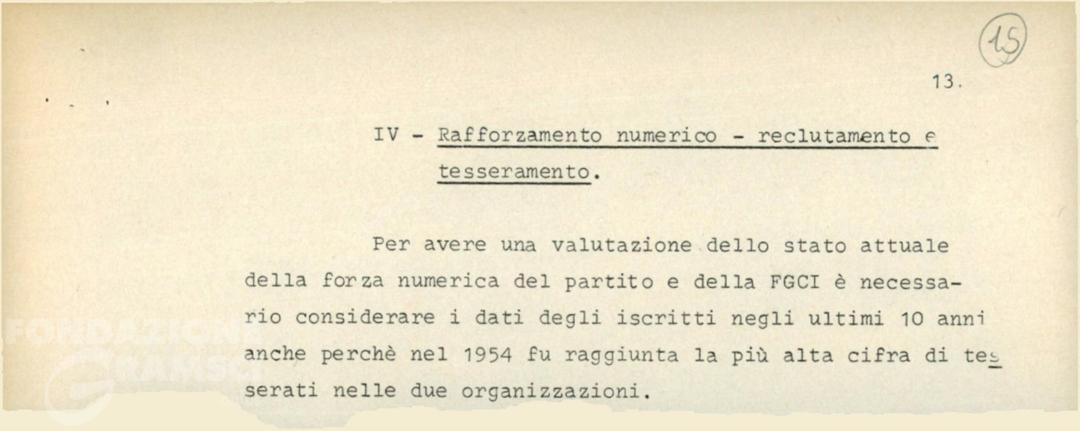 15
13.
IV - Rafforzamento numerico - reclutamento e
tesseramento.
Per avere una valutazione dello stato attuale
della forza numerica del partito e della FGCI è necessa-
rio considerare i dati degli iscritti negli ultimi 10 anni
anche perchè nel 1954 fu raggiunta la più alta cifra di tes
serati nelle due organizzazioni.
FONDAZIONE
GRAMSCI